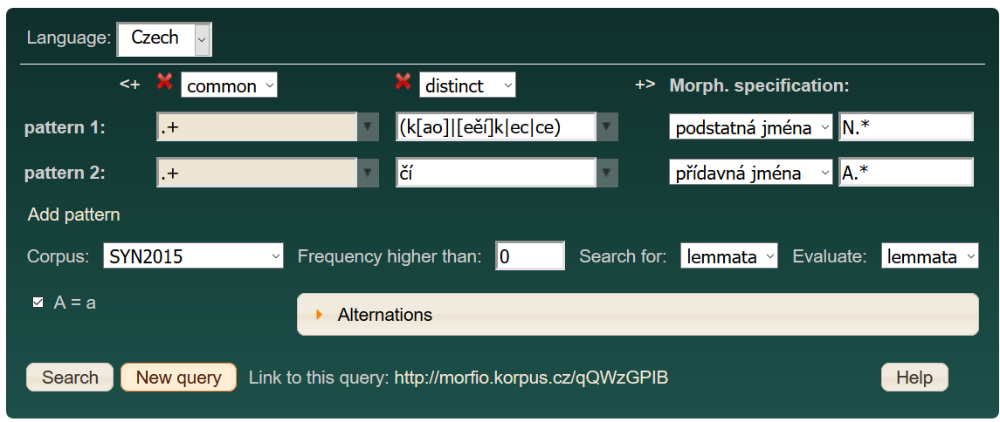 Language: Czech
<+ common distinct +> Morph. specification:
pattern 1: .+ (k[ao]|[eěí]k|ec|ce) podstatná jména N.*
pattern 2: .+ čí přídavná jména A.*
Add pattern
Corpus: SYN2015 Frequency higher than: 0 Search for: lemmata Evaluate: lemmata
A = a Alternations
Search New query Link to this query: http://morfio.korpus.cz/qQWzGPIB Help